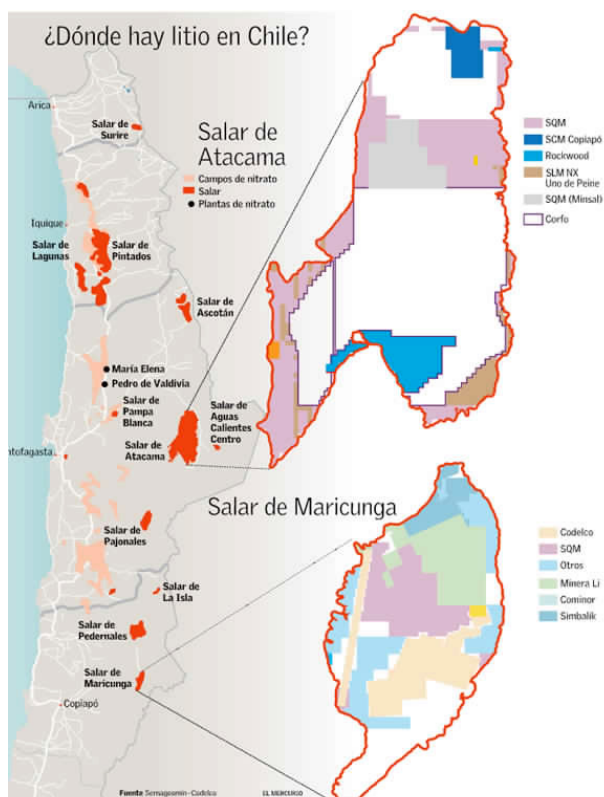 ¿Dónde hay litio en Chile?
Arica
Salar de
Surire
Salar de
Atacama
Campos de nitrato
Salar
Plantas de nitrato
Iquique
Salar de
Lagunas
Salar de
Pintados
Salar de
Ascotán
María Elena
Pedro de Valdivia
Salar de
Pampa
Blanca
Salar de
Aguas
Calientes
Centro
Salar de
Atacama
ntofagasta
Salar de
Pajonales
Salar de
La Isla
Salar de
Pedernales
Salar de
Maricunga
Copiapó
SQM
SCM Copiapó
Rockwood
SLM NX
Uno de Peine
SQM (Minsal)
Corfo
Salar de Maricunga
Codelco
SQM
Otros
Minera Li
Cominor
Simbalik
Fuente Sernageomin-Codelco
EL MERCURIO